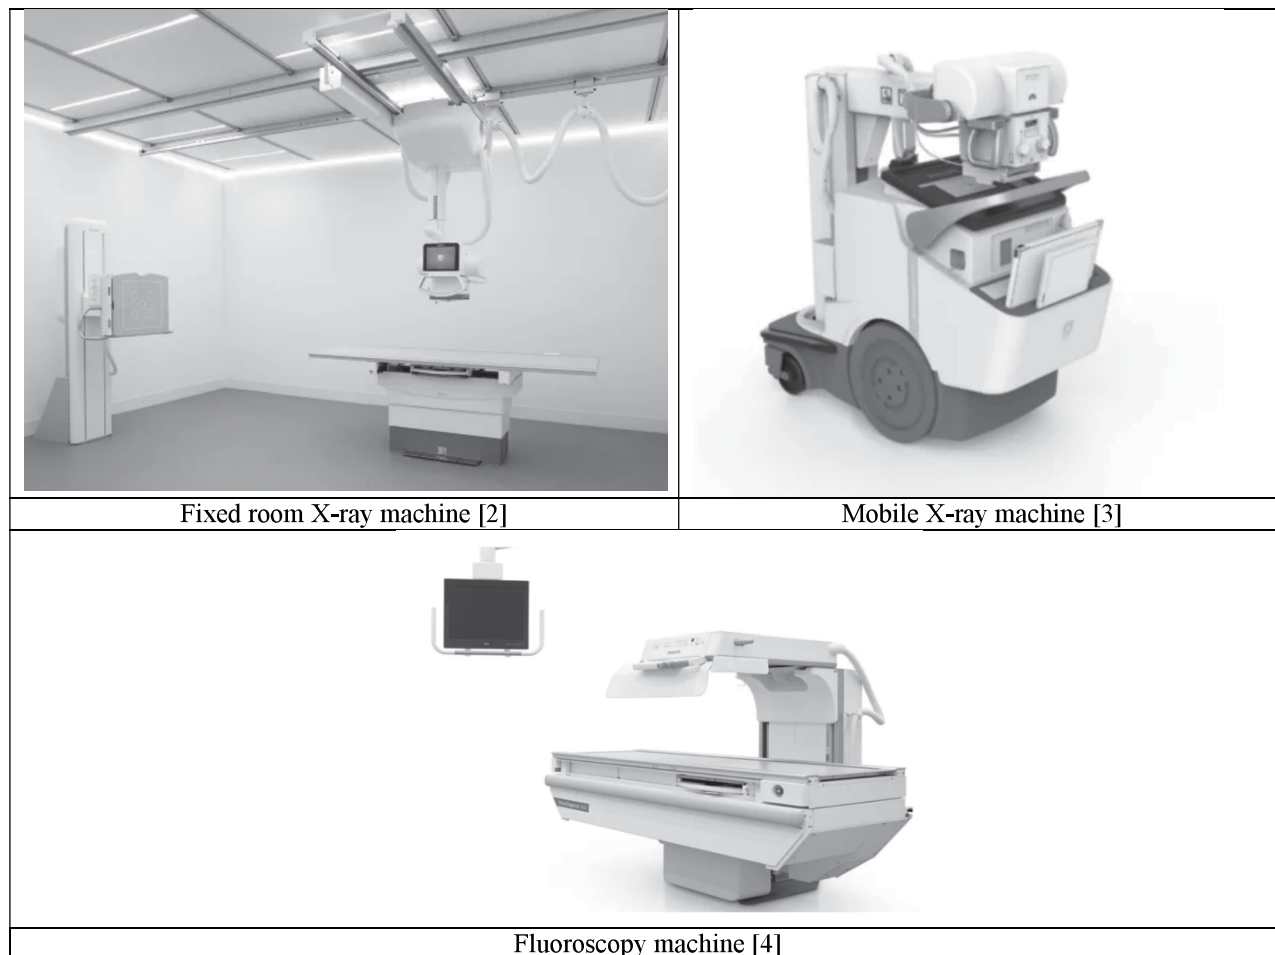 Fixed room X-ray machine [2]
Mobile X-ray machine [3]
Fluoroscopy machine [4]